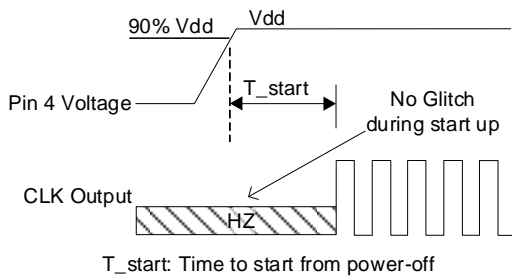 90% Vdd
Vdd
T_start
Pin 4 Voltage
No Glitch
during start up
CLK Output
HZ
T_start: Time to start from power-off